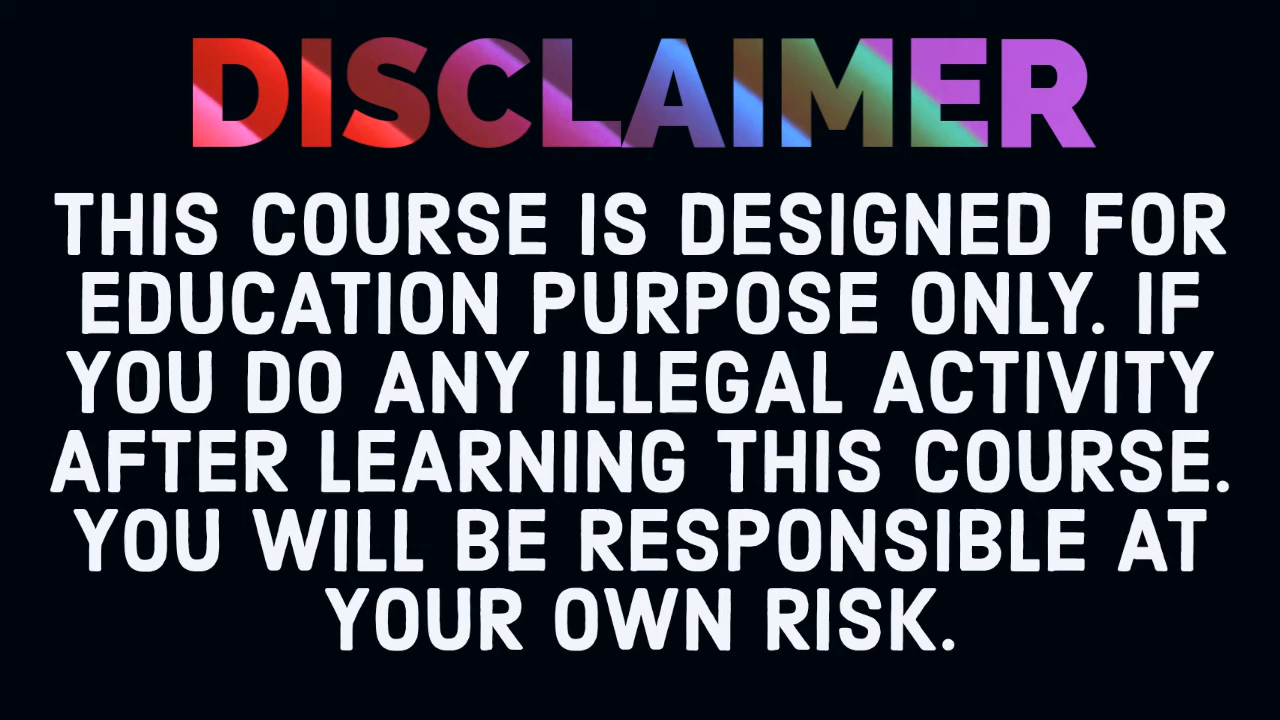 DISCLAIMER
THIS COURSE IS DESIGNED FOR
EDUCATION PURPOSE ONLY. IF
YOU DO ANY ILLEGAL ACTIVITY
AFTER LEARNING THIS COURSE.
YOU WILL BE RESPONSIBLE AT
YOUR OWN RISK.